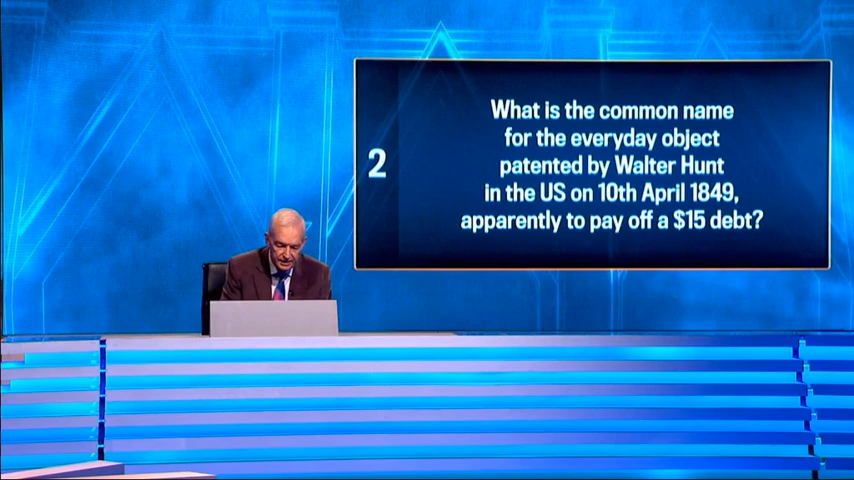 2
What is the common name
for the everyday object
patented by Walter Hunt
in the US on 10th April 1849,
apparently to pay off a $15 debt?